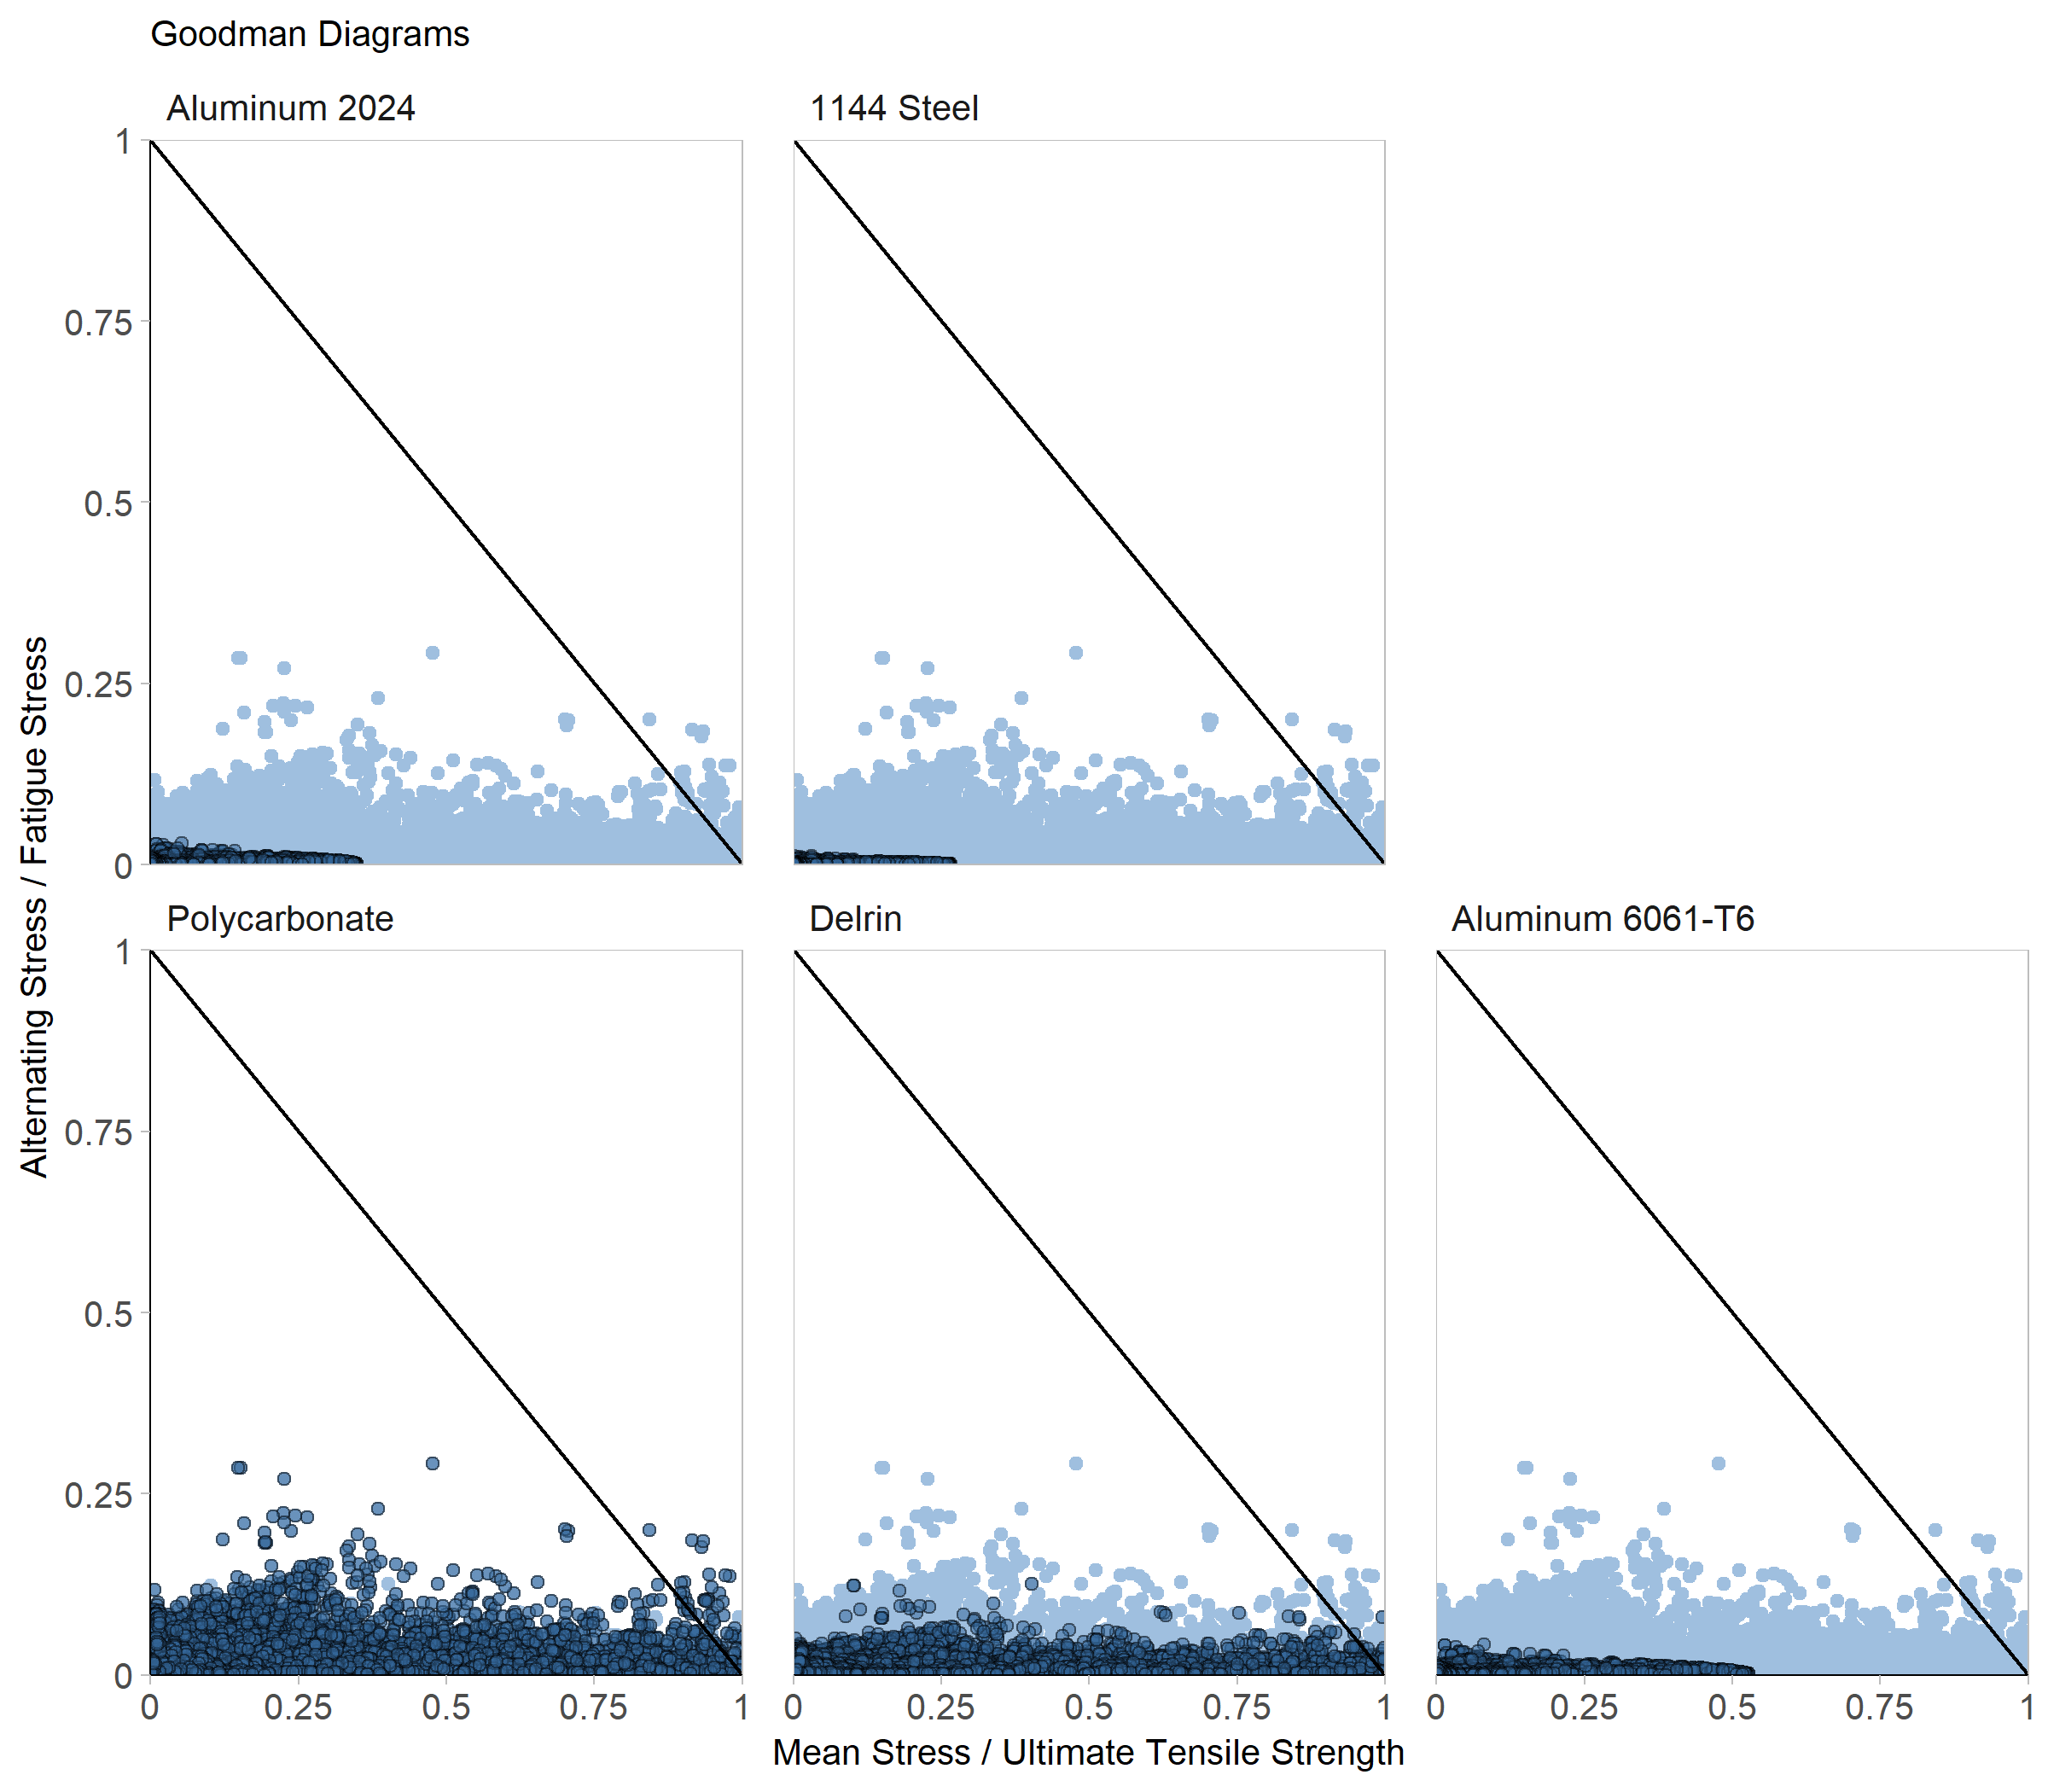 Goodman Diagrams
Aluminum 2024
1144 Steel
1
0.75
0.5
0.25
0
Alternating Stress / Fatigue Stress
Polycarbonate
Delrin
Aluminum 6061-T6
1
0.75
0.5
0.25
0
0 0.25 0.5 0.75 1
0 0.25 0.5 0.75 1
0 0.25 0.5 0.75 1
Mean Stress / Ultimate Tensile Strength